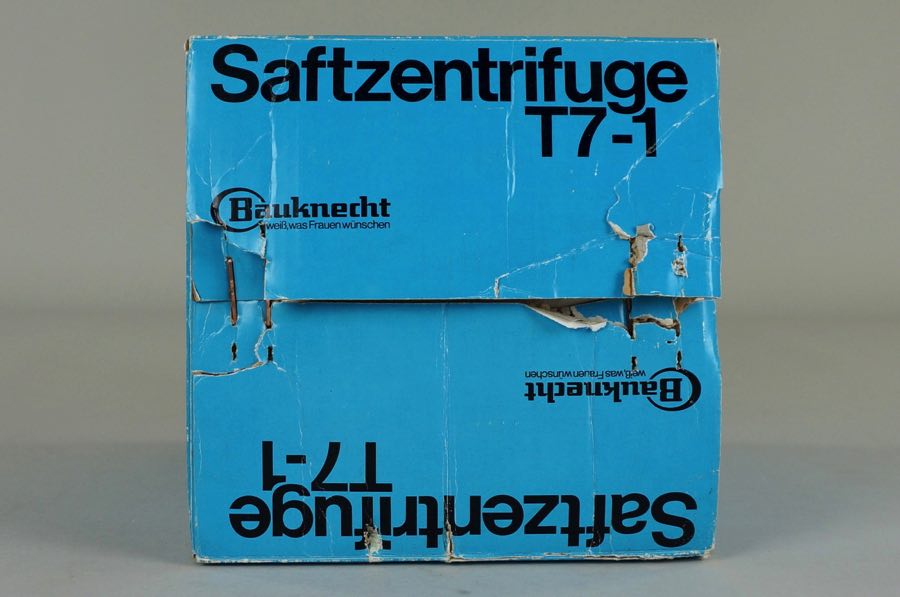 Saftzentrifuge
T7-1
Bauknecht
weiß, was Frauen wünschen
Bauknecht
weiß, was Frauen wünschen
T7-1
Saftzentrifuge